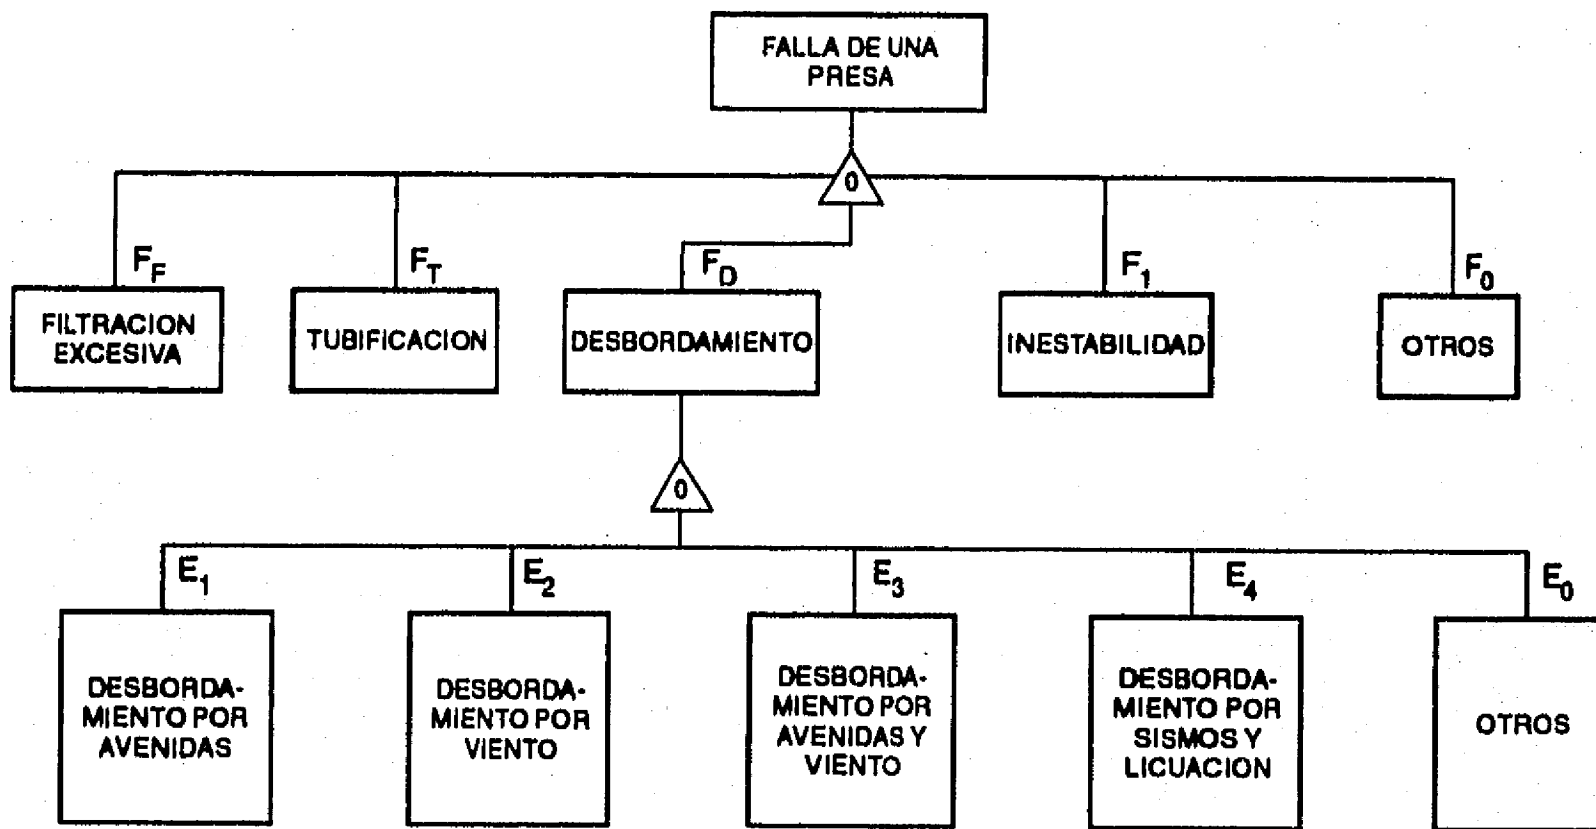 FALLA DE UNA
PRESA
0
F_F
F_T
F_D
F_1
F_0
FILTRACION
EXCESIVA
TUBIFICACION
DESBORDAMIENTO
INESTABILIDAD
OTROS
0
E_1
E_2
E_3
E_4
E_0
DESBORDA-
MIENTO POR
AVENIDAS
DESBORDA-
MIENTO POR
VIENTO
DESBORDA-
MIENTO POR
AVENIDAS Y
VIENTO
DESBORDA-
MIENTO POR
SISMOS Y
LICUACION
OTROS